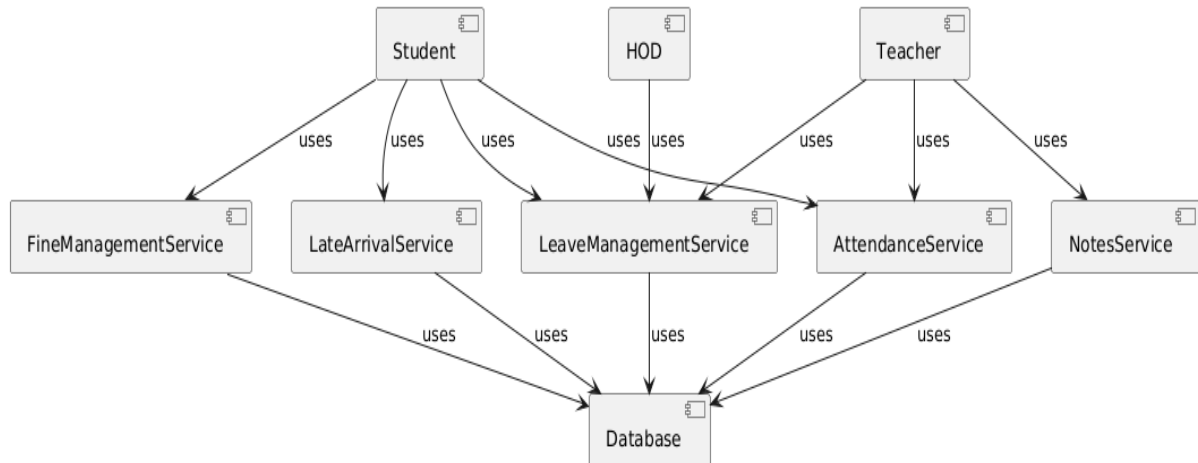 Student
HOD
Teacher
uses
uses
uses
uses
uses
uses
uses
uses
FineManagementService
LateArrivalService
LeaveManagementService
AttendanceService
NotesService
uses
uses
uses
uses
uses
Database